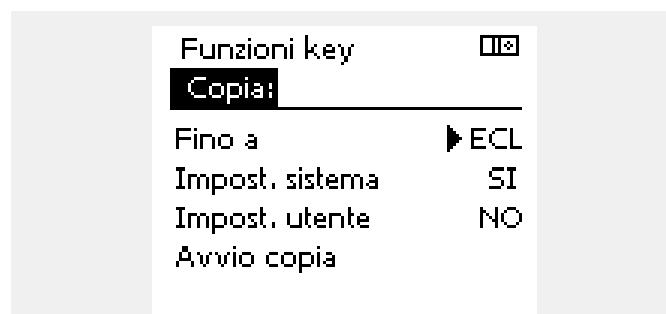 Funzioni key
Copia:
Fino a ECL
Impost. sistema SI
Impost. utente NO
Avvio copia